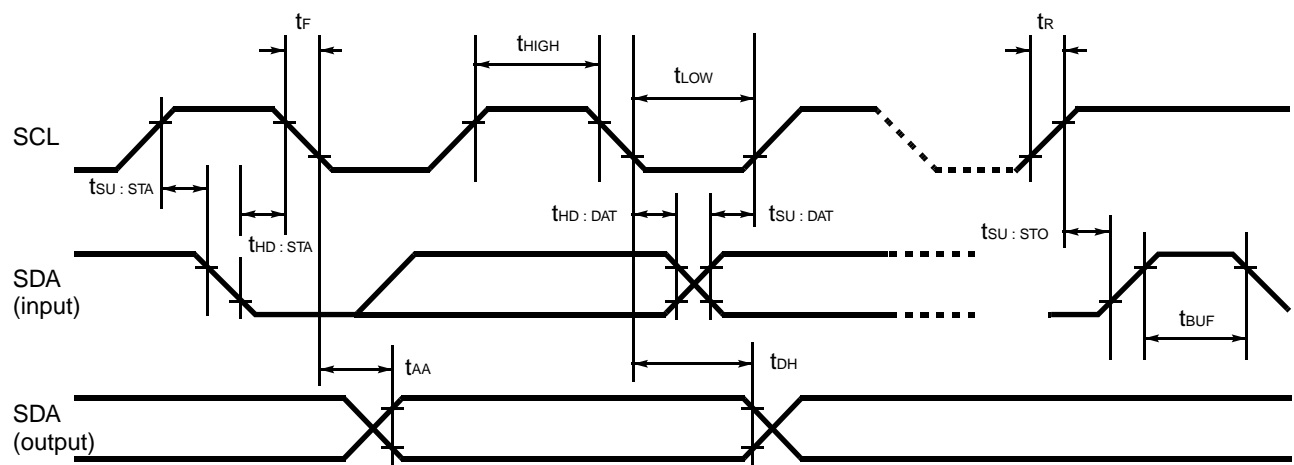 tF
tHIGH
tR
tLOW
SCL
tSU : STA
tHD : DAT
tSU : DAT
tHD : STA
tSU : STO
SDA
(input)
tBUF
tAA
tDH
SDA
(output)